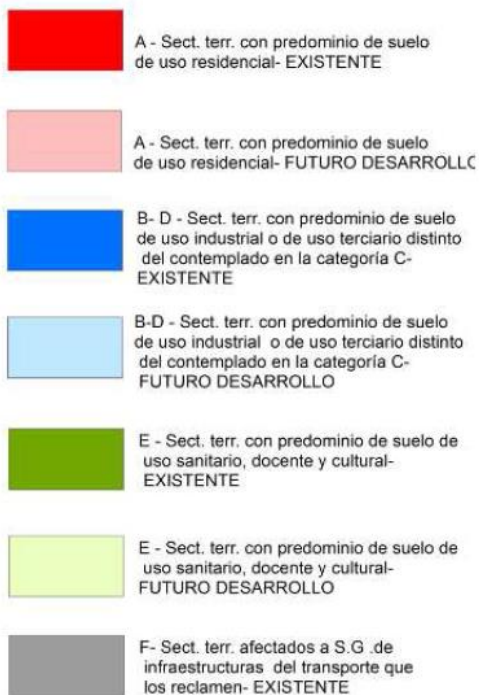 A - Sect. terr. con predominio de suelo
de uso residencial- EXISTENTE
A - Sect. terr. con predominio de suelo
de uso residencial- FUTURO DESARROLLO
B- D - Sect. terr. con predominio de suelo
de uso industrial o de uso terciario distinto
del contemplado en la categoría C-
EXISTENTE
B-D - Sect. terr. con predominio de suelo
de uso industrial o de uso terciario distinto
del contemplado en la categoría C-
FUTURO DESARROLLO
E - Sect. terr. con predominio de suelo de
uso sanitario, docente y cultural-
EXISTENTE
E - Sect. terr. con predominio de suelo de
uso sanitario, docente y cultural-
FUTURO DESARROLLO
F- Sect. terr. afectados a S.G .de
infraestructuras del transporte que
los reclamen- EXISTENTE